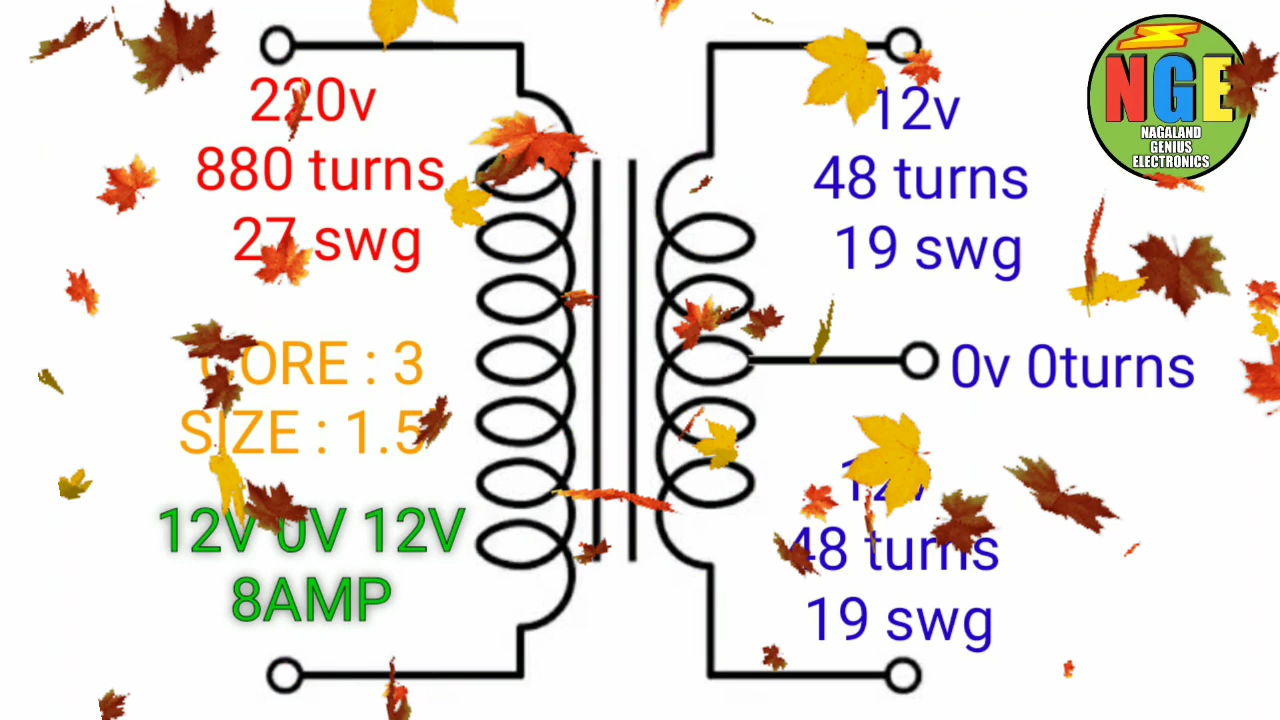 220v
880 turns
27 swg
CORE : 3
SIZE : 1.5
12V 0V 12V
8AMP
12v
48 turns
19 swg
0v 0turns
12v
48 turns
19 swg
NGE
NAGALAND
GENIUS
ELECTRONICS